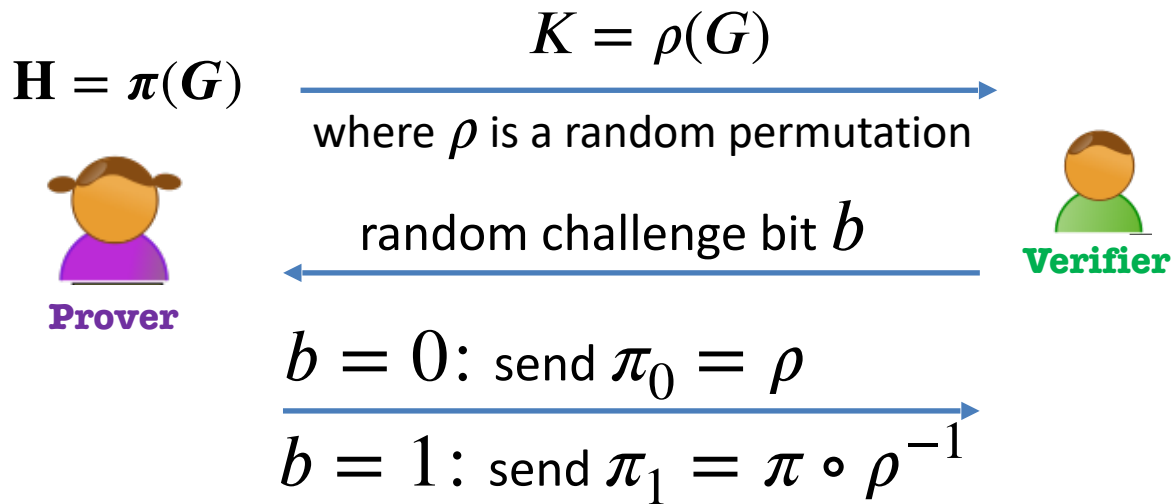 H = π(G)
K = ρ(G)
where ρ is a random permutation
random challenge bit b
Prover
Verifier
b = 0: send π₀ = ρ
b = 1: send π₁ = π ∘ ρ⁻¹